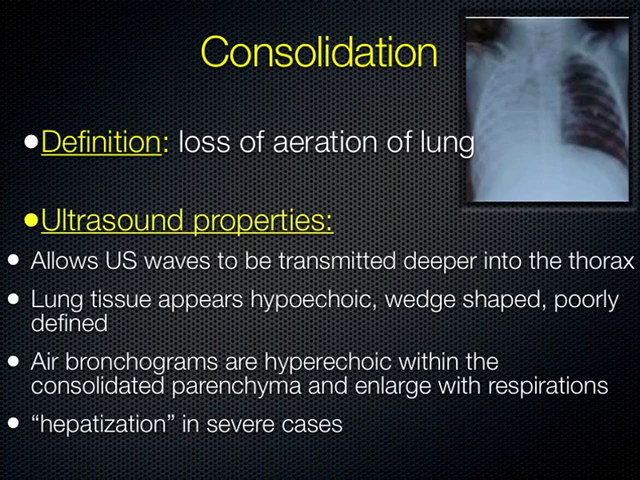 Consolidation
•Definition: loss of aeration of lung
•Ultrasound properties:
• Allows US waves to be transmitted deeper into the thorax
• Lung tissue appears hypoechoic, wedge shaped, poorly
defined
• Air bronchograms are hyperechoic within the
consolidated parenchyma and enlarge with respirations
• “hepatization” in severe cases